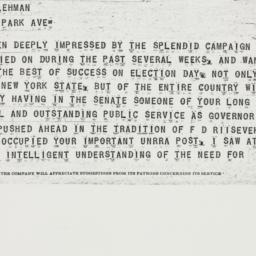 LEHMAN
PARK AVE=
EN DEEPLY IMPRESSED BY THE SPLENDID CAMPAIGN
IED ON DURING THE PAST SEVERAL WEEKS. AND WAN
THE BEST OF SUCCESS ON ELECTION DAY. NOT ONLY
NEW YORK STATE. BUT OF THE ENTIRE COUNTRY WI
Y HAVING IN THE SENATE SOMEONE OF YOUR LONG
L AND OUTSTANDING PUBLIC SERVICE AS GOVERNOR
PUSHED AHEAD IN THE TRADITION OF F D RIISEVEK
OCCUPIED YOUR IMPORTANT UNRRA POST. I SAW AT
INTELLIGENT UNDERSTANDING OF THE NEED FOR
THE COMPANY WILL APPRECIATE SUGGESTIONS FROM ITS PATRONS CONCERNING ITS SERVICE